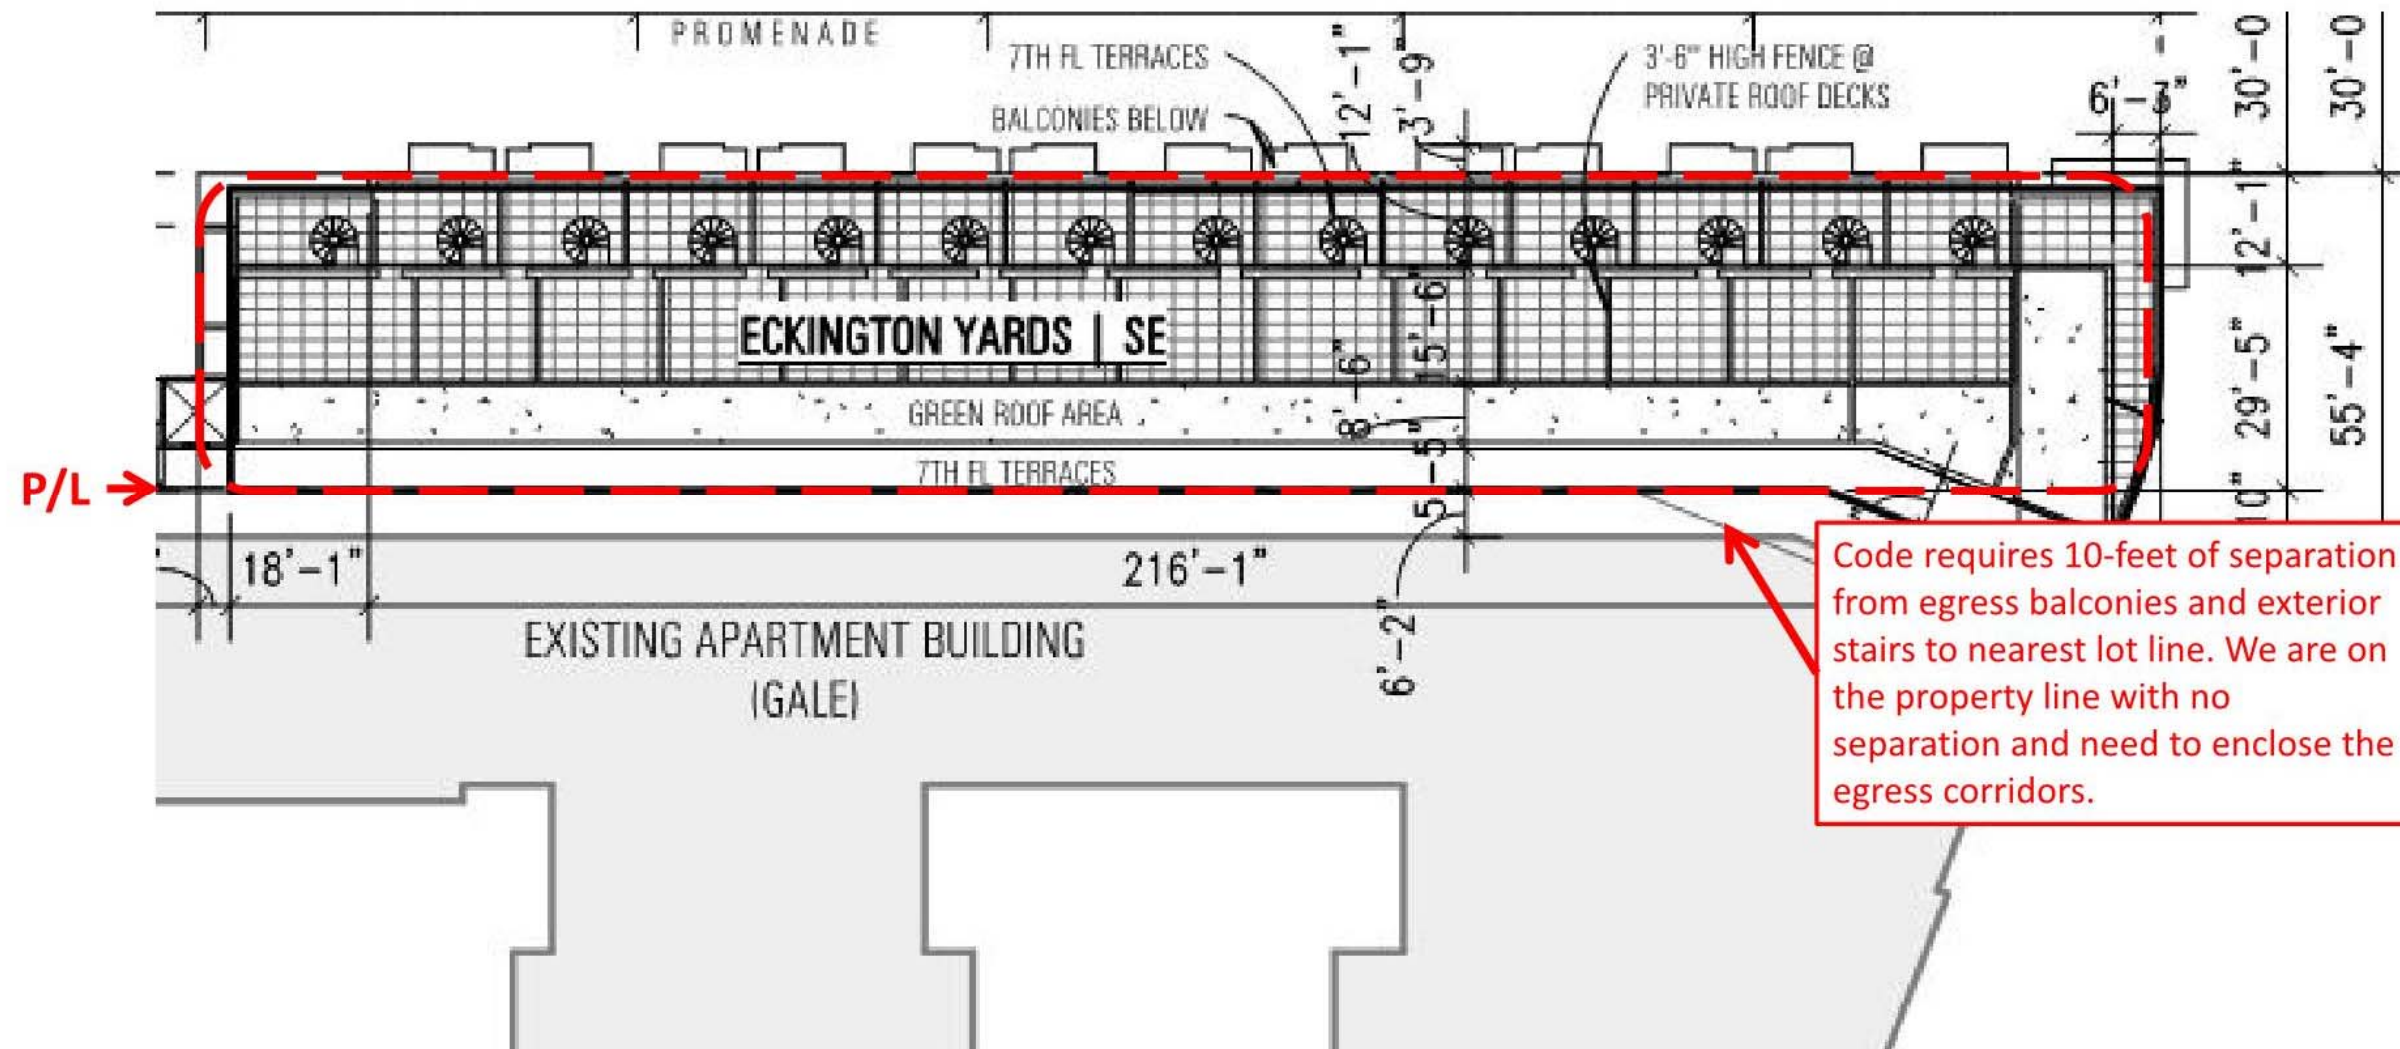 PROMENADE
7TH FL TERRACES
BALCONIES BELOW
12'-1"
3'-9"
3'-6" HIGH FENCE @
PRIVATE ROOF DECKS
6'-3"
30'-0
30'-0
12'-1"
ECKINGTON YARDS | SE
8'-6"
15'-6"
29'-5"
55'-4"
GREEN ROOF AREA
7TH FL TERRACES
5'-5"
10"
P/L
18'-1"
216'-1"
6'-2"
EXISTING APARTMENT BUILDING
(GALE)
Code requires 10-feet of separation
from egress balconies and exterior
stairs to nearest lot line. We are on
the property line with no
separation and need to enclose the
egress corridors.